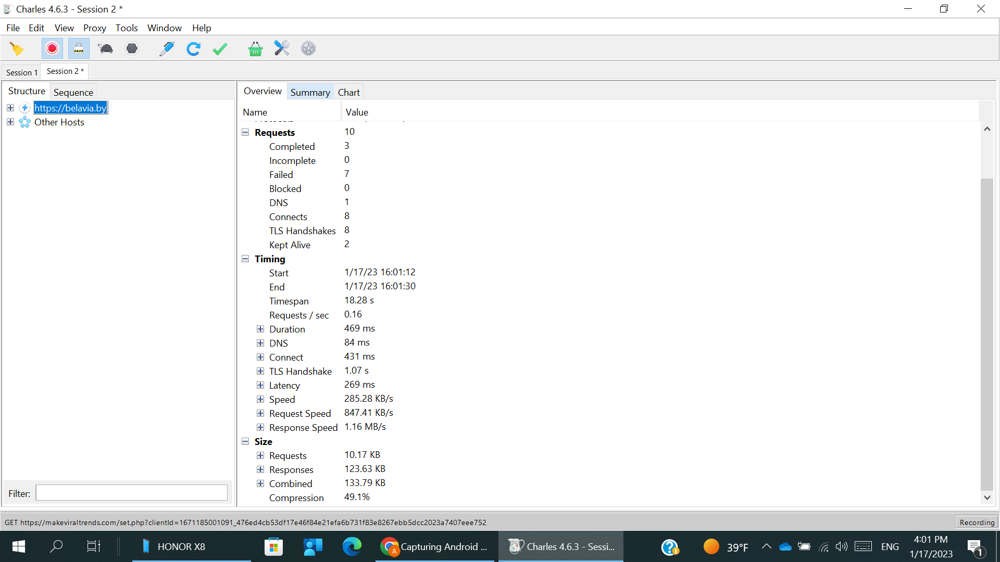 Charles 4.6.3 - Session 2 *
File Edit View Proxy Tools Window Help
Session 1 Session 2 *
Structure Sequence
https://belavia.by
Other Hosts
Filter:
Overview Summary Chart
Name Value
Requests 10
Completed 3
Incomplete 0
Failed 7
Blocked 0
DNS 1
Connects 8
TLS Handshakes 8
Kept Alive 2
Timing
Start 1/17/23 16:01:12
End 1/17/23 16:01:30
Timespan 18.28 s
Requests / sec 0.16
Duration 469 ms
DNS 84 ms
Connect 431 ms
TLS Handshake 1.07 s
Latency 269 ms
Speed 285.28 KB/s
Request Speed 847.41 KB/s
Response Speed 1.16 MB/s
Size
Requests 10.17 KB
Responses 123.63 KB
Combined 133.79 KB
Compression 49.1%
GET https://makeviraltrends.com/set.php?clientId=1671185001091_476ed4cb53df17e46f84e21efa6b731f83e8267ebb5dcc2023a7407eee752 Recording
HONOR X8 A Capturing Android ... Charles 4.6.3 - Sessi... 39°F ENG 4:01 PM 1
1/17/2023